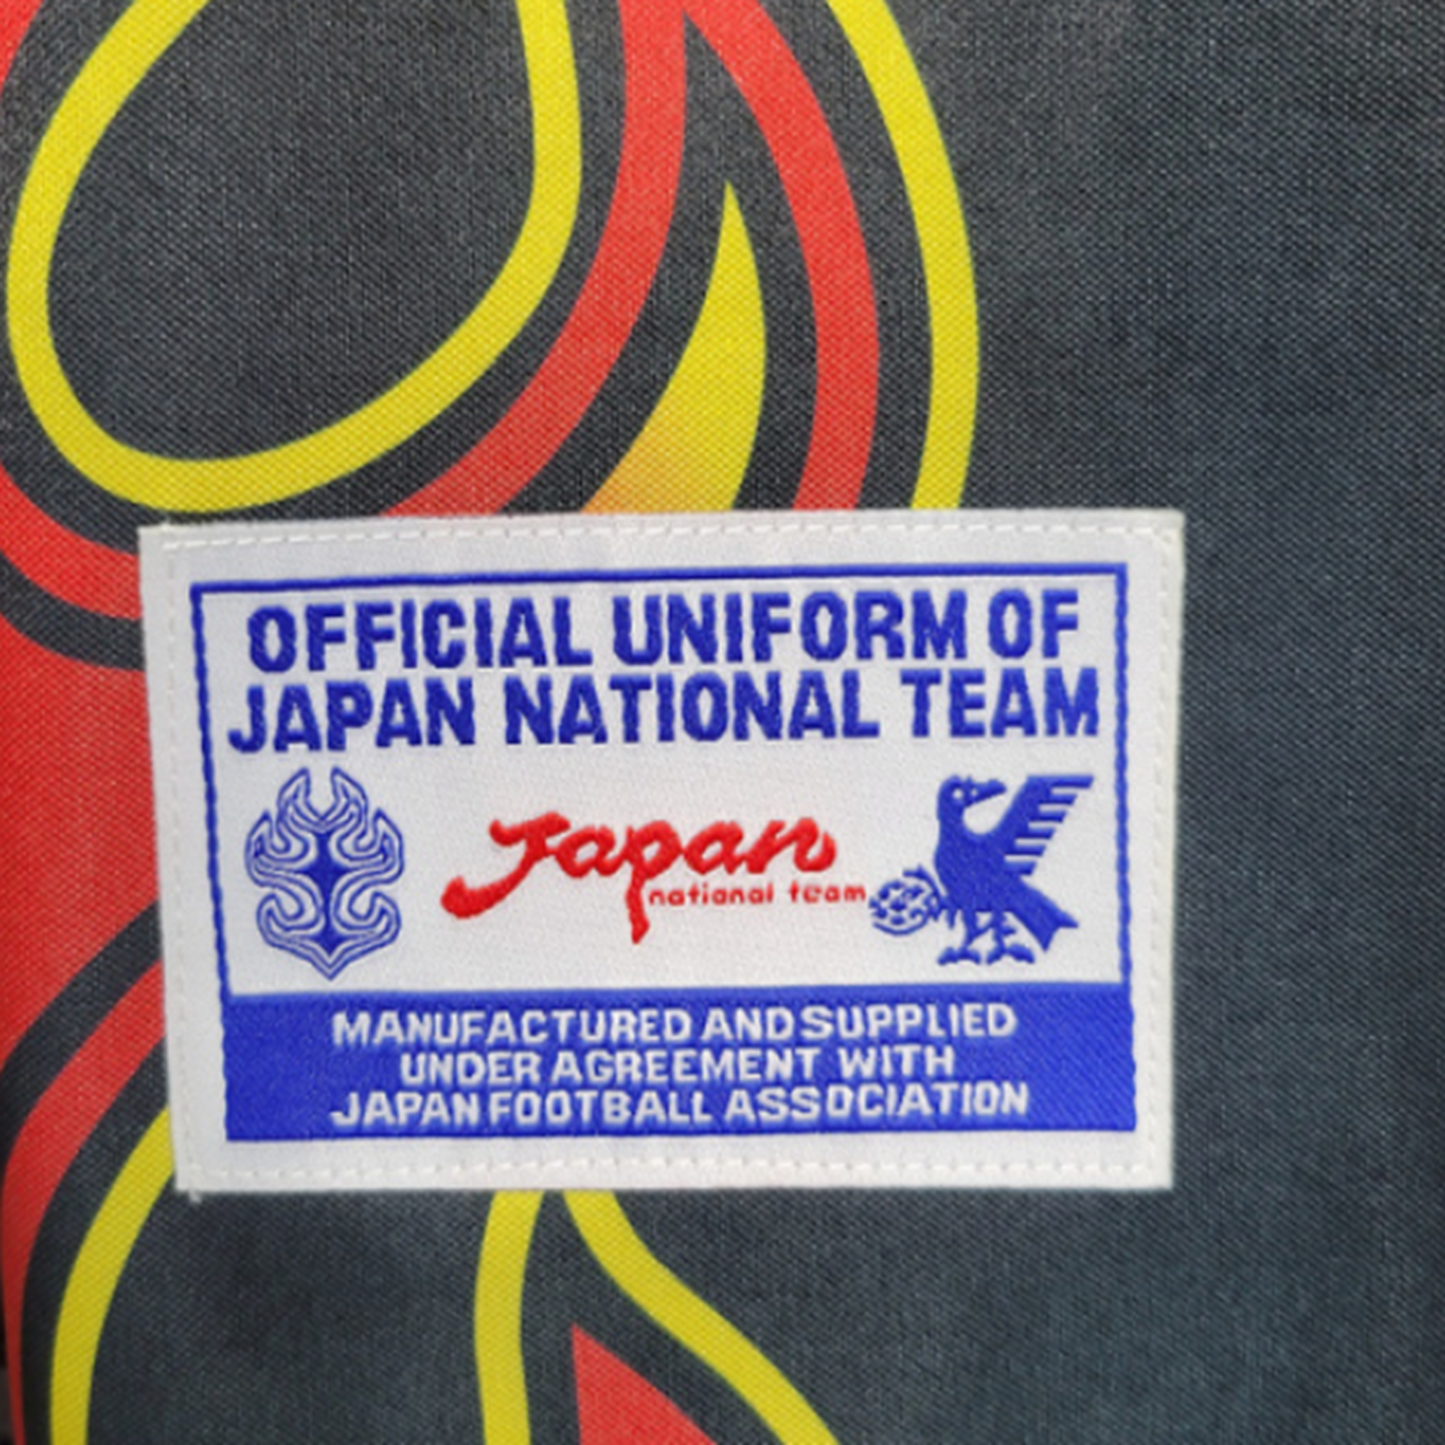 OFFICIAL UNIFORM OF
JAPAN NATIONAL TEAM
Japan
national team
MANUFACTURED AND SUPPLIED
UNDER AGREEMENT WITH
JAPAN FOOTBALL ASSOCIATION